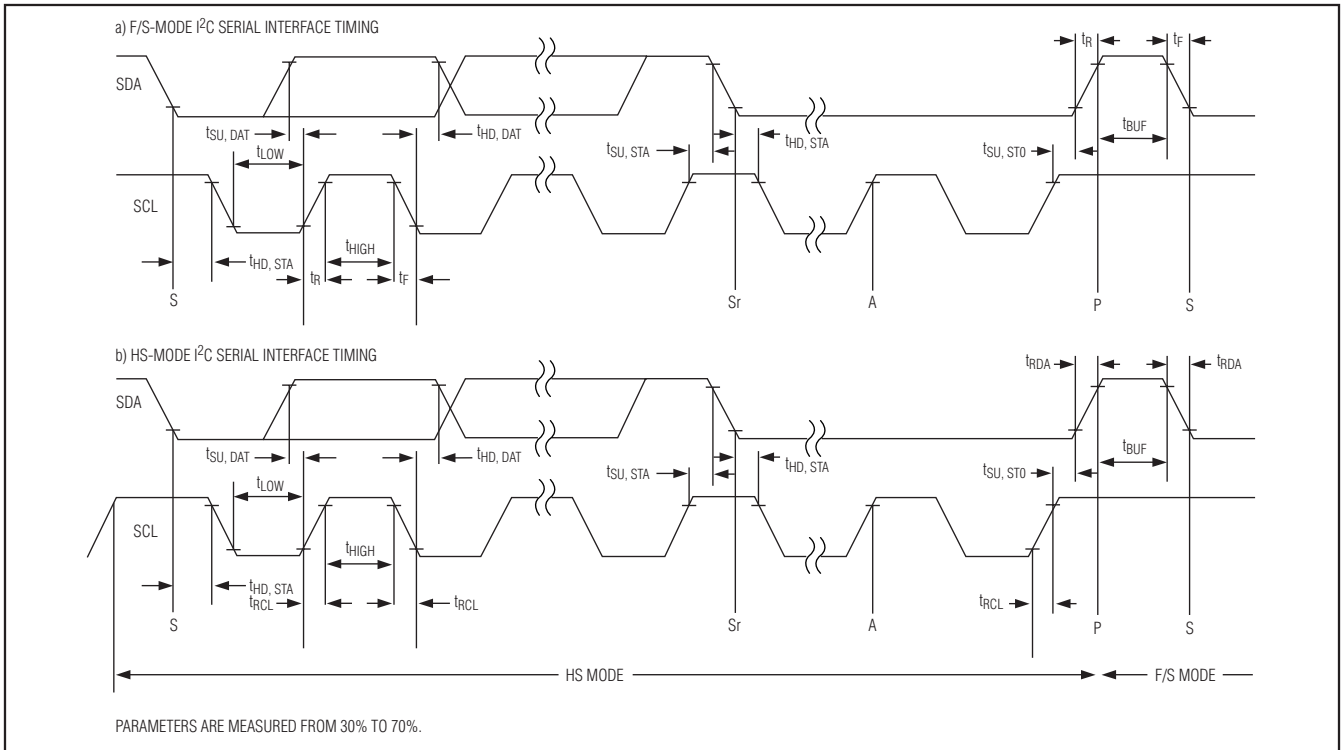 a) F/S-MODE I²C SERIAL INTERFACE TIMING
tR
tF
SDA
tSU, DAT
tHD, DAT
tBUF
tLOW
tSU, STA
tHD, STA
tSU, STO
SCL
tHIGH
tHD, STA
tR
tF
S
Sr
A
P
S
b) HS-MODE I²C SERIAL INTERFACE TIMING
tRDA
tRDA
SDA
tSU, DAT
tHD, DAT
tBUF
tLOW
tSU, STA
tHD, STA
tSU, STO
SCL
tHIGH
tHD, STA
tRCL
tRCL
tRCL
S
Sr
A
P
S
HS MODE
F/S MODE
PARAMETERS ARE MEASURED FROM 30% TO 70%.